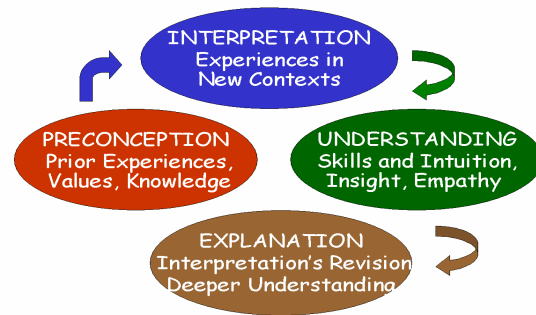 INTERPRETATION
Experiences in
New Contexts
PRECONCEPTION
Prior Experiences,
Values, Knowledge
UNDERSTANDING
Skills and Intuition,
Insight, Empathy
EXPLANATION
Interpretation's Revision
Deeper Understanding